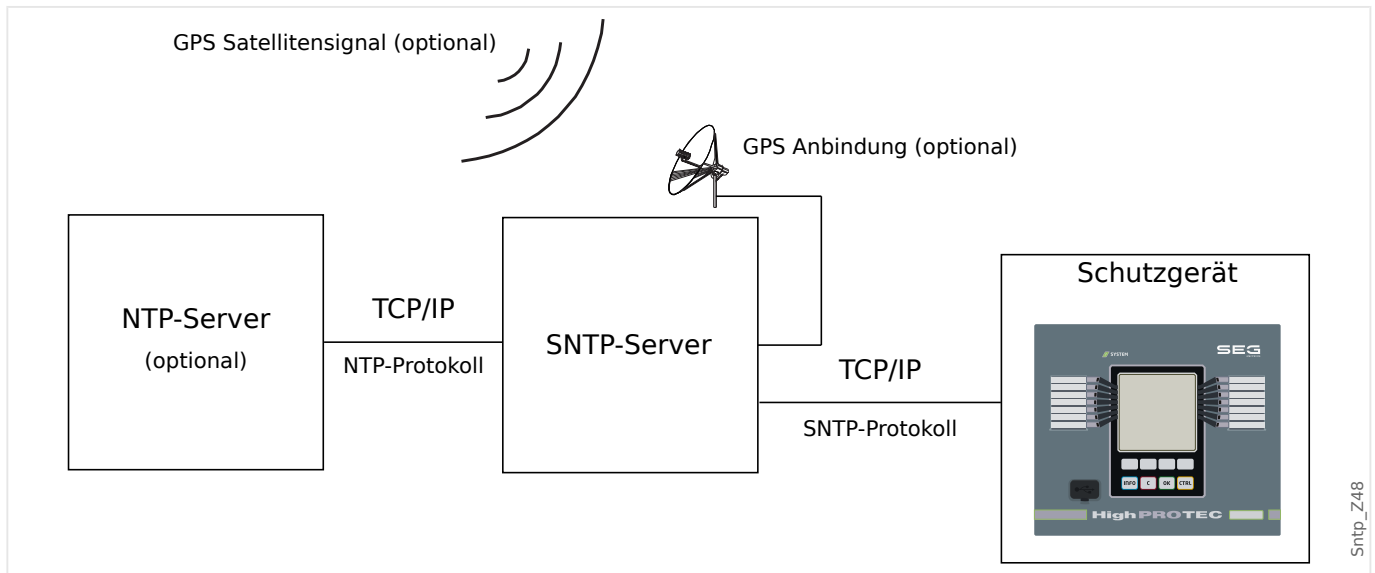 GPS Satellitensignal (optional)
GPS Anbindung (optional)
NTP-Server
(optional)
TCP/IP
NTP-Protokoll
SNTP-Server
TCP/IP
SNTP-Protokoll
Schutzgerät
SYSTEM
SEG
INFO
C
OK
CTRL
HighPROTEC
Sntp_Z48